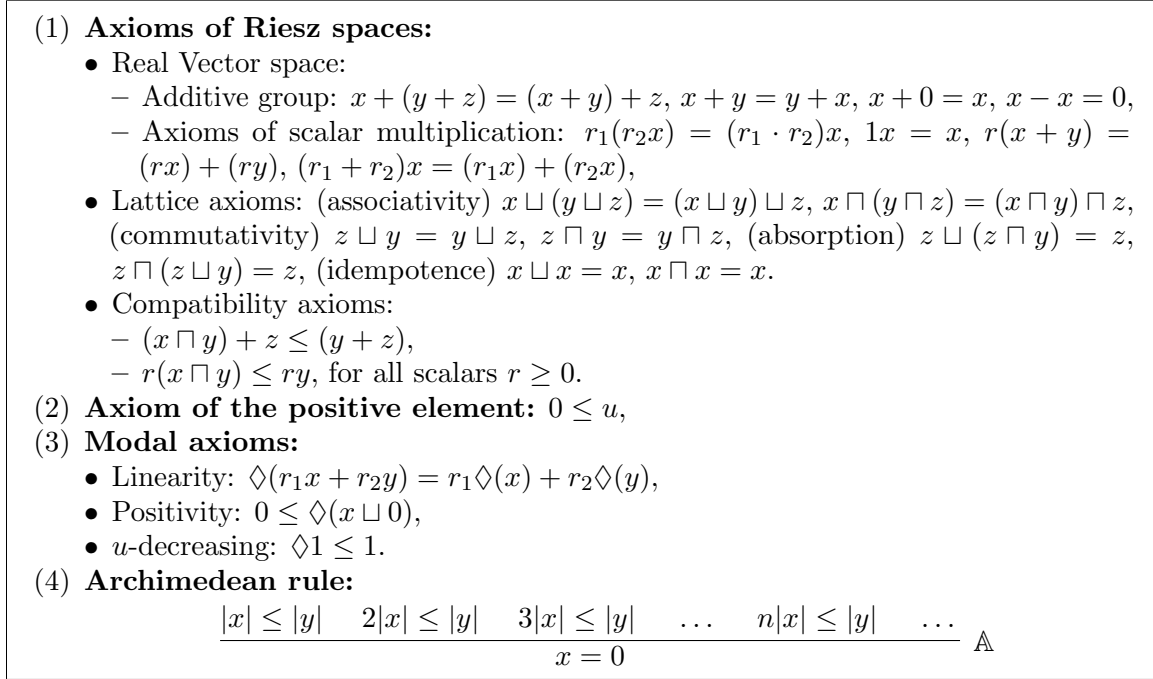 (1) Axioms of Riesz spaces:
• Real Vector space:
– Additive group: x + (y + z) = (x + y) + z, x + y = y + x, x + 0 = x, x − x = 0,
– Axioms of scalar multiplication: r₁(r₂x) = (r₁ · r₂)x, 1x = x, r(x + y) =
(rx) + (ry), (r₁ + r₂)x = (r₁x) + (r₂x),
• Lattice axioms: (associativity) x ⊔ (y ⊔ z) = (x ⊔ y) ⊔ z, x ⊓ (y ⊓ z) = (x ⊓ y) ⊓ z,
(commutativity) z ⊔ y = y ⊔ z, z ⊓ y = y ⊓ z, (absorption) z ⊔ (z ⊓ y) = z,
z ⊓ (z ⊔ y) = z, (idempotence) x ⊔ x = x, x ⊓ x = x.
• Compatibility axioms:
– (x ⊓ y) + z ≤ (y + z),
– r(x ⊓ y) ≤ ry, for all scalars r ≥ 0.
(2) Axiom of the positive element: 0 ≤ u,
(3) Modal axioms:
• Linearity: ◊(r₁x + r₂y) = r₁◊(x) + r₂◊(y),
• Positivity: 0 ≤ ◊(x ⊔ 0),
• u-decreasing: ◊1 ≤ 1.
(4) Archimedean rule:
|x| ≤ |y| 2|x| ≤ |y| 3|x| ≤ |y| … n|x| ≤ |y| …
𝔸
x = 0